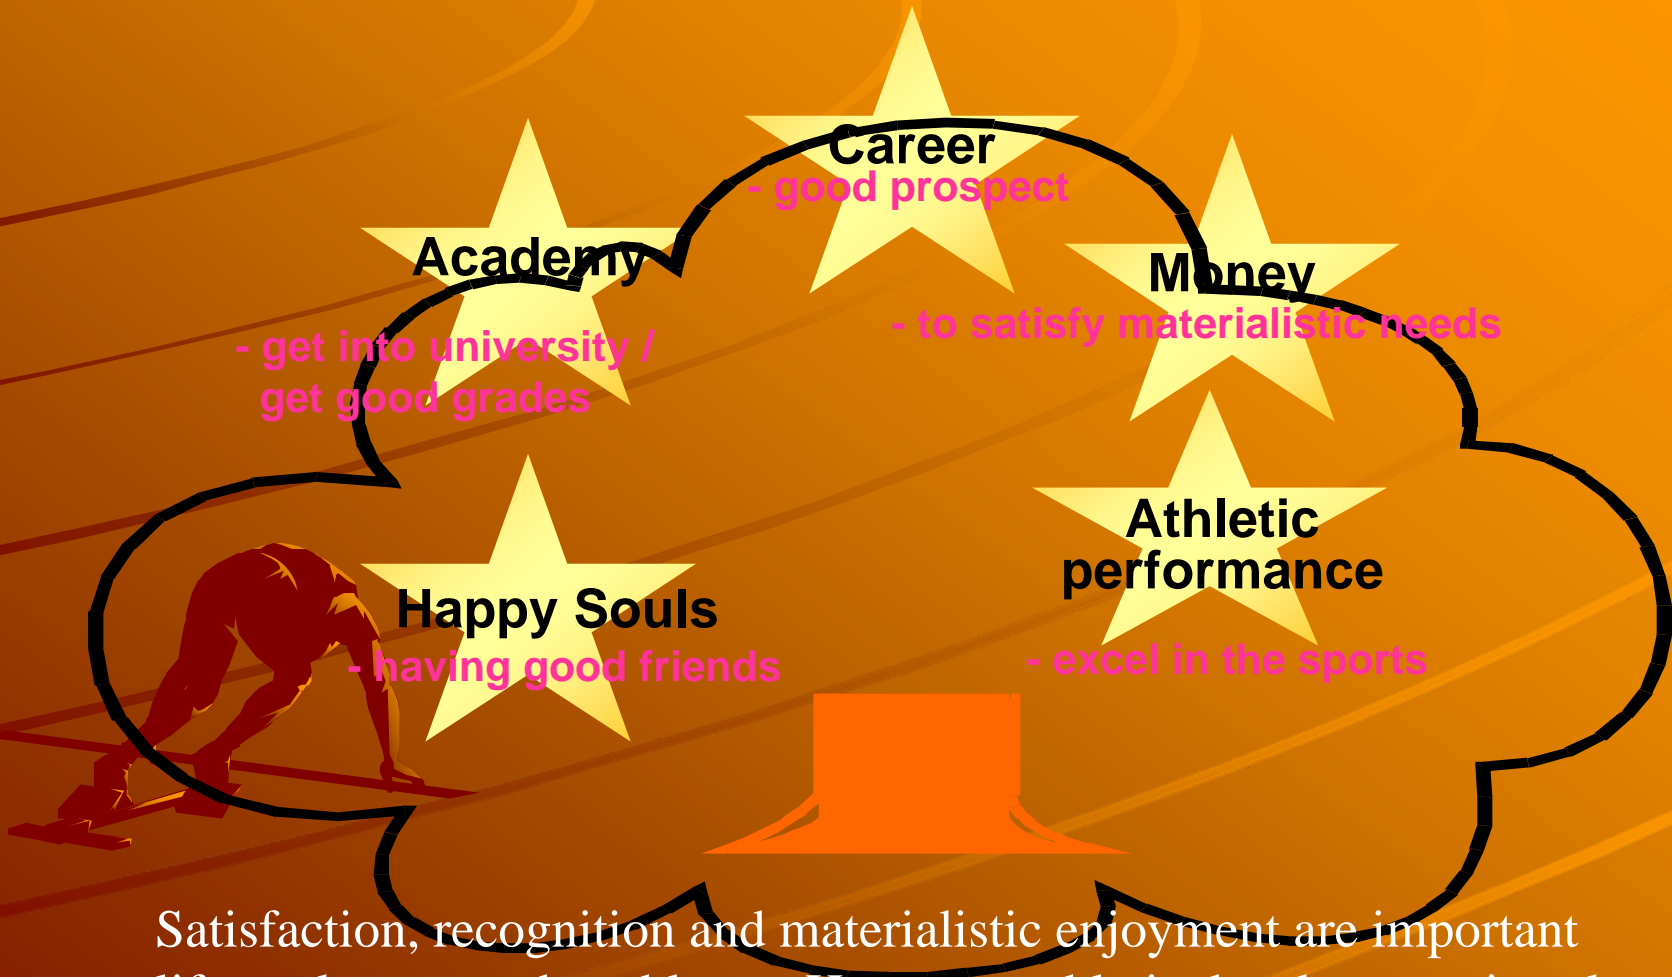 Career
- good prospect
Academy
- get into university /
get good grades
Money
- to satisfy materialistic needs
Happy Souls
- having good friends
Athletic
performance
- excel in the sports
Satisfaction, recognition and materialistic enjoyment are important